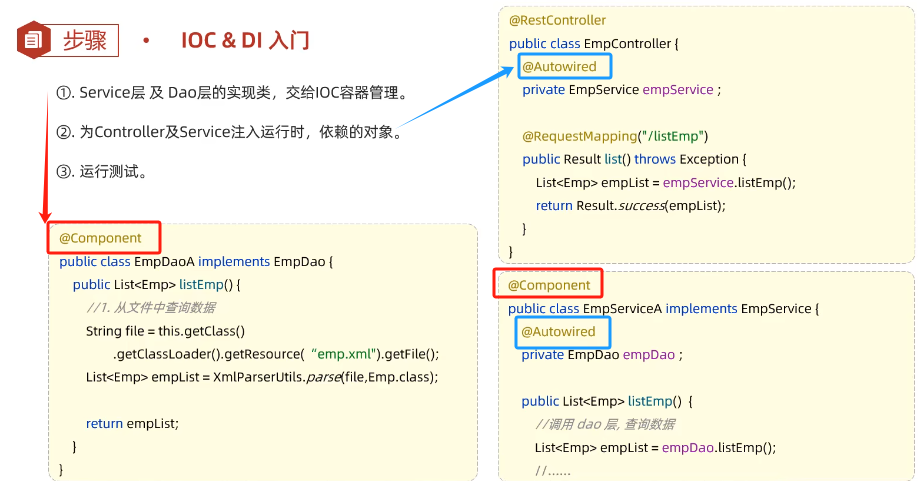 步骤 • IOC & DI 入门
①. Service层 及 Dao层的实现类，交给IOC容器管理。
②. 为Controller及Service注入运行时，依赖的对象。
③. 运行测试。
@Component
public class EmpDaoA implements EmpDao {
public List<Emp> listEmp() {
//1. 从文件中查询数据
String file = this.getClass()
.getClassLoader().getResource( “emp.xml").getFile();
List<Emp> empList = XmlParserUtils.parse(file,Emp.class);
return empList;
}
}
@RestController
public class EmpController {
@Autowired
private EmpService empService ;
@RequestMapping("/listEmp")
public Result list() throws Exception {
List<Emp> empList = empService.listEmp();
return Result.success(empList);
}
}
@Component
public class EmpServiceA implements EmpService {
@Autowired
private EmpDao empDao ;
public List<Emp> listEmp() {
//调用 dao 层, 查询数据
List<Emp> empList = empDao.listEmp();
//......